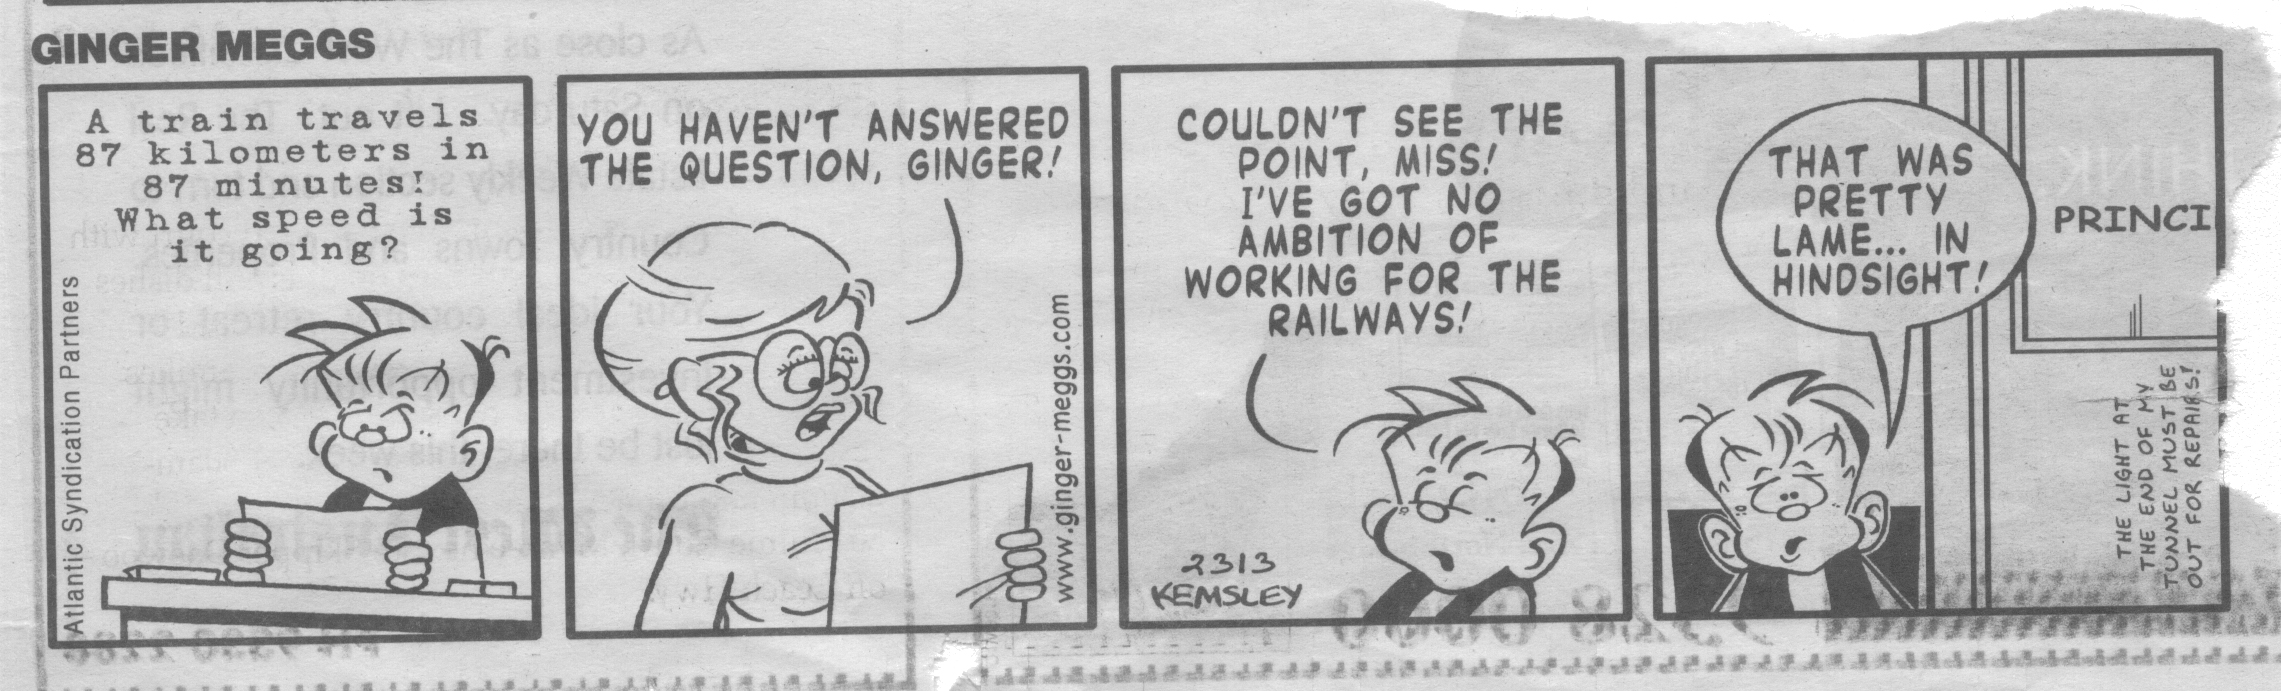 GINGER MEGGS
A train travels
87 kilometers in
87 minutes!
What speed is
it going?
Atlantic Syndication Partners
YOU HAVEN'T ANSWERED
THE QUESTION, GINGER!
www.ginger-meggs.com
COULDN'T SEE THE
POINT, MISS!
I'VE GOT NO
AMBITION OF
WORKING FOR THE
RAILWAYS!
2313
KEMSLEY
THAT WAS
PRETTY
LAME... IN
HINDSIGHT!
PRINCI
THE LIGHT AT
THE END OF MY
TUNNEL MUST BE
OUT FOR REPAIRS!